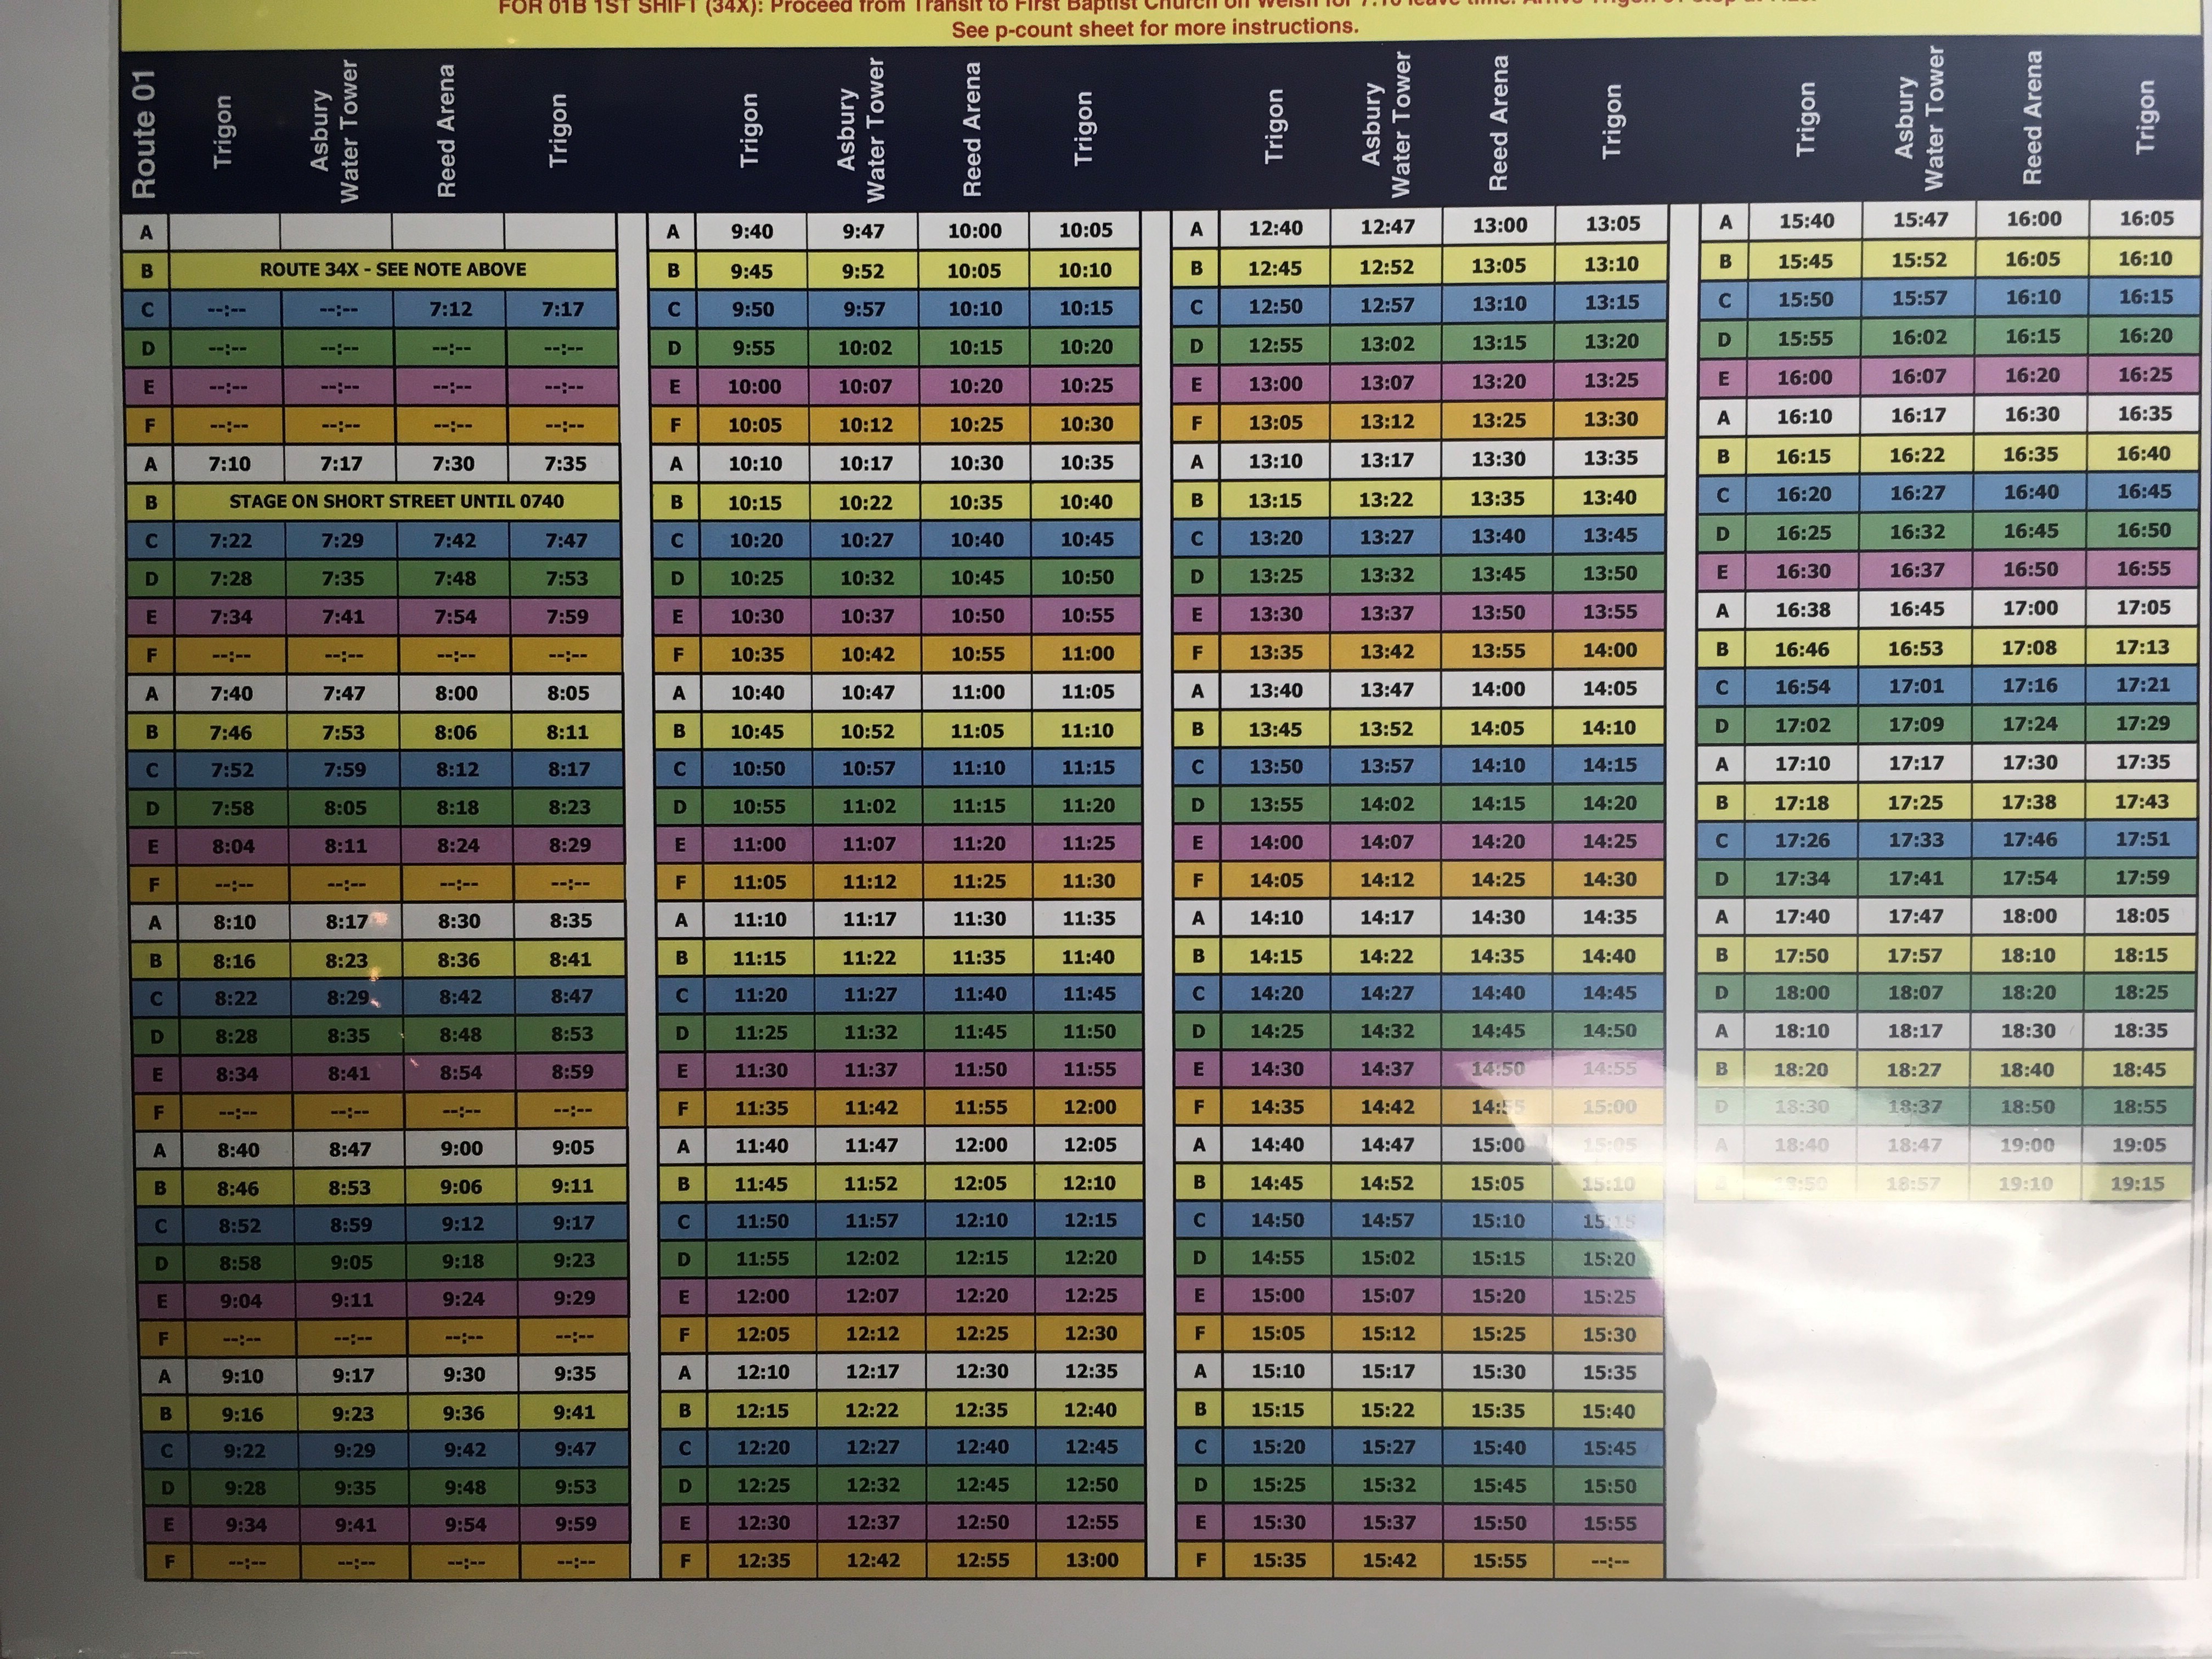 FOR 01B 1ST SHIFT (34X): Proceed from Transit to First Baptist Church on Welsh for
See p-count sheet for more instructions.
Route 01 Trigon Asbury Water Tower Reed Arena Trigon Trigon Asbury Water Tower Reed Arena Trigon Trigon Asbury Water Tower Reed Arena Trigon Trigon Asbury Water Tower Reed Arena Trigon
A A 9:40 9:47 10:00 10:05 A 12:40 12:47 13:00 13:05 A 15:40 15:47 16:00 16:05
B ROUTE 34X - SEE NOTE ABOVE B 9:45 9:52 10:05 10:10 B 12:45 12:52 13:05 13:10 B 15:45 15:52 16:05 16:10
C --:-- --:-- 7:12 7:17 C 9:50 9:57 10:10 10:15 C 12:50 12:57 13:10 13:15 C 15:50 15:57 16:10 16:15
D --:-- --:-- --:-- --:-- D 9:55 10:02 10:15 10:20 D 12:55 13:02 13:15 13:20 D 15:55 16:02 16:15 16:20
E --:-- --:-- --:-- --:-- E 10:00 10:07 10:20 10:25 E 13:00 13:07 13:20 13:25 E 16:00 16:07 16:20 16:25
F --:-- --:-- --:-- --:-- F 10:05 10:12 10:25 10:30 F 13:05 13:12 13:25 13:30 A 16:10 16:17 16:30 16:35
A 7:10 7:17 7:30 7:35 A 10:10 10:17 10:30 10:35 A 13:10 13:17 13:30 13:35 B 16:15 16:22 16:35 16:40
B STAGE ON SHORT STREET UNTIL 0740 B 10:15 10:22 10:35 10:40 B 13:15 13:22 13:35 13:40 C 16:20 16:27 16:40 16:45
C 7:22 7:29 7:42 7:47 C 10:20 10:27 10:40 10:45 C 13:20 13:27 13:40 13:45 D 16:25 16:32 16:45 16:50
D 7:28 7:35 7:48 7:53 D 10:25 10:32 10:45 10:50 D 13:25 13:32 13:45 13:50 E 16:30 16:37 16:50 16:55
E 7:34 7:41 7:54 7:59 E 10:30 10:37 10:50 10:55 E 13:30 13:37 13:50 13:55 A 16:38 16:45 17:00 17:05
F --:-- --:-- --:-- --:-- F 10:35 10:42 10:55 11:00 F 13:35 13:42 13:55 14:00 B 16:46 16:53 17:08 17:13
A 7:40 7:47 8:00 8:05 A 10:40 10:47 11:00 11:05 A 13:40 13:47 14:00 14:05 C 16:54 17:01 17:16 17:21
B 7:46 7:53 8:06 8:11 B 10:45 10:52 11:05 11:10 B 13:45 13:52 14:05 14:10 D 17:02 17:09 17:24 17:29
C 7:52 7:59 8:12 8:17 C 10:50 10:57 11:10 11:15 C 13:50 13:57 14:10 14:15 A 17:10 17:17 17:30 17:35
D 7:58 8:05 8:18 8:23 D 10:55 11:02 11:15 11:20 D 13:55 14:02 14:15 14:20 B 17:18 17:25 17:38 17:43
E 8:04 8:11 8:24 8:29 E 11:00 11:07 11:20 11:25 E 14:00 14:07 14:20 14:25 C 17:26 17:33 17:46 17:51
F --:-- --:-- --:-- --:-- F 11:05 11:12 11:25 11:30 F 14:05 14:12 14:25 14:30 D 17:34 17:41 17:54 17:59
A 8:10 8:17 8:30 8:35 A 11:10 11:17 11:30 11:35 A 14:10 14:17 14:30 14:35 A 17:40 17:47 18:00 18:05
B 8:16 8:23 8:36 8:41 B 11:15 11:22 11:35 11:40 B 14:15 14:22 14:35 14:40 B 17:50 17:57 18:10 18:15
C 8:22 8:29 8:42 8:47 C 11:20 11:27 11:40 11:45 C 14:20 14:27 14:40 14:45 D 18:00 18:07 18:20 18:25
D 8:28 8:35 8:48 8:53 D 11:25 11:32 11:45 11:50 D 14:25 14:32 14:45 14:50 A 18:10 18:17 18:30 18:35
E 8:34 8:41 8:54 8:59 E 11:30 11:37 11:50 11:55 E 14:30 14:37 14:50 14:55 B 18:20 18:27 18:40 18:45
F --:-- --:-- --:-- --:-- F 11:35 11:42 11:55 12:00 F 14:35 14:42 14:55 15:00 D 18:30 18:37 18:50 18:55
A 8:40 8:47 9:00 9:05 A 11:40 11:47 12:00 12:05 A 14:40 14:47 15:00 15:05 A 18:40 18:47 19:00 19:05
B 8:46 8:53 9:06 9:11 B 11:45 11:52 12:05 12:10 B 14:45 14:52 15:05 15:10 18:57 19:10 19:15
C 8:52 8:59 9:12 9:17 C 11:50 11:57 12:10 12:15 C 14:50 14:57 15:10 15:15
D 8:58 9:05 9:18 9:23 D 11:55 12:02 12:15 12:20 D 14:55 15:02 15:15 15:20
E 9:04 9:11 9:24 9:29 E 12:00 12:07 12:20 12:25 E 15:00 15:07 15:20 15:25
F --:-- --:-- --:-- --:-- F 12:05 12:12 12:25 12:30 F 15:05 15:12 15:25 15:30
A 9:10 9:17 9:30 9:35 A 12:10 12:17 12:30 12:35 A 15:10 15:17 15:30 15:35
B 9:16 9:23 9:36 9:41 B 12:15 12:22 12:35 12:40 B 15:15 15:22 15:35 15:40
C 9:22 9:29 9:42 9:47 C 12:20 12:27 12:40 12:45 C 15:20 15:27 15:40 15:45
D 9:28 9:35 9:48 9:53 D 12:25 12:32 12:45 12:50 D 15:25 15:32 15:45 15:50
E 9:34 9:41 9:54 9:59 E 12:30 12:37 12:50 12:55 E 15:30 15:37 15:50 15:55
F --:-- --:-- --:-- --:-- F 12:35 12:42 12:55 13:00 F 15:35 15:42 15:55 --:--